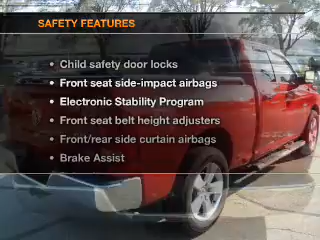 SAFETY FEATURES
• Child safety door locks
• Front seat side-impact airbags
• Electronic Stability Program
• Front seat belt height adjusters
• Front/rear side curtain airbags
• Brake Assist